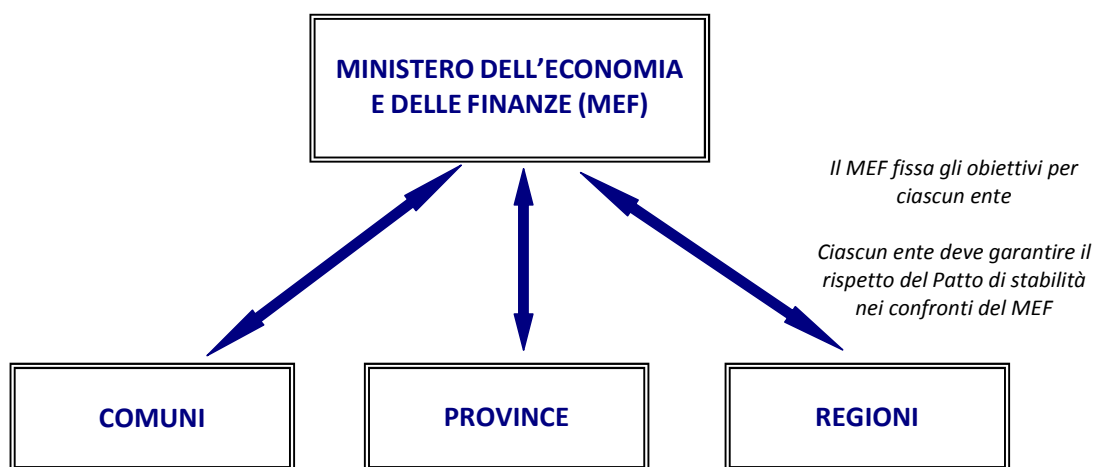 MINISTERO DELL’ECONOMIA
E DELLE FINANZE (MEF)
Il MEF fissa gli obiettivi per
ciascun ente
Ciascun ente deve garantire il
rispetto del Patto di stabilità
nei confronti del MEF
COMUNI
PROVINCE
REGIONI